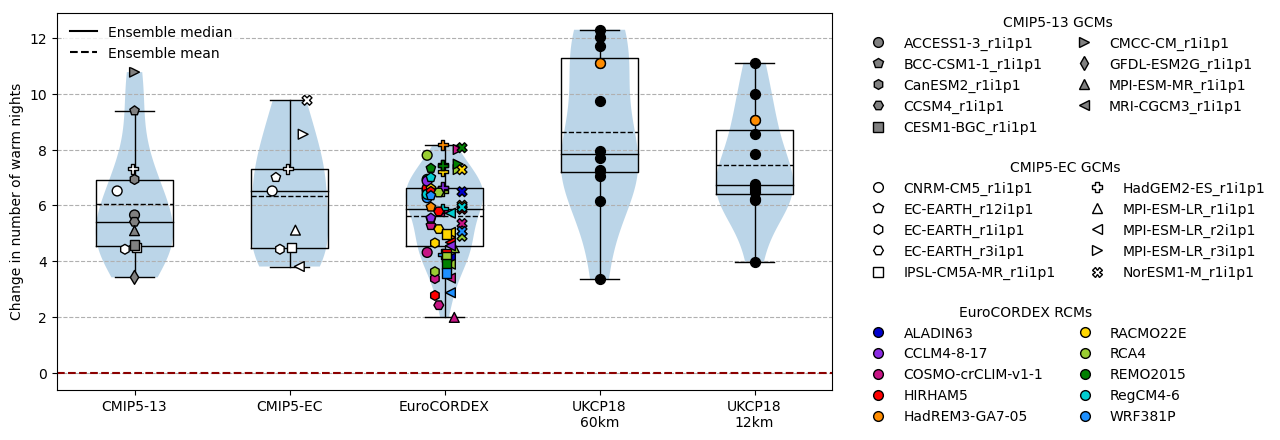 Ensemble median
Ensemble mean
Change in number of warm nights
12
10
8
6
4
2
0
CMIP5-13
CMIP5-EC
EuroCORDEX
UKCP18
60km
UKCP18
12km
CMIP5-13 GCMs
ACCESS1-3_r1i1p1
BCC-CSM1-1_r1i1p1
CanESM2_r1i1p1
CCSM4_r1i1p1
CESM1-BGC_r1i1p1
CMCC-CM_r1i1p1
GFDL-ESM2G_r1i1p1
MPI-ESM-MR_r1i1p1
MRI-CGCM3_r1i1p1
CMIP5-EC GCMs
CNRM-CM5_r1i1p1
EC-EARTH_r12i1p1
EC-EARTH_r1i1p1
EC-EARTH_r3i1p1
IPSL-CM5A-MR_r1i1p1
HadGEM2-ES_r1i1p1
MPI-ESM-LR_r1i1p1
MPI-ESM-LR_r2i1p1
MPI-ESM-LR_r3i1p1
NorESM1-M_r1i1p1
EuroCORDEX RCMs
ALADIN63
CCLM4-8-17
COSMO-crCLIM-v1-1
HIRHAM5
HadREM3-GA7-05
RACMO22E
RCA4
REMO2015
RegCM4-6
WRF381P